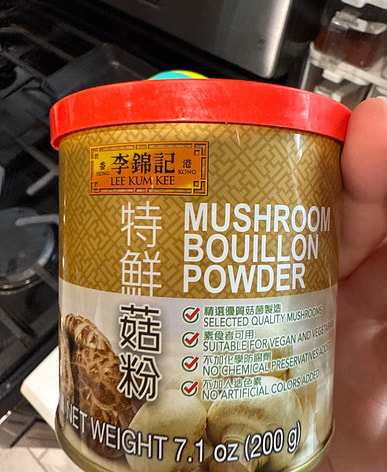 香港
李錦記
HONG KONG
LEE KUM KEE
特鮮菇粉
MUSHROOM
BOUILLON
POWDER
精選優質菇菌製造
SELECTED QUALITY MUSHROOMS
素食者可用
SUITABLE FOR VEGAN AND VEGETARIAN
不加化學防腐劑
NO CHEMICAL PRESERVATIVES ADDED
不加人造色素
NO ARTIFICIAL COLORS ADDED
NET WEIGHT 7.1 oz (200 g)